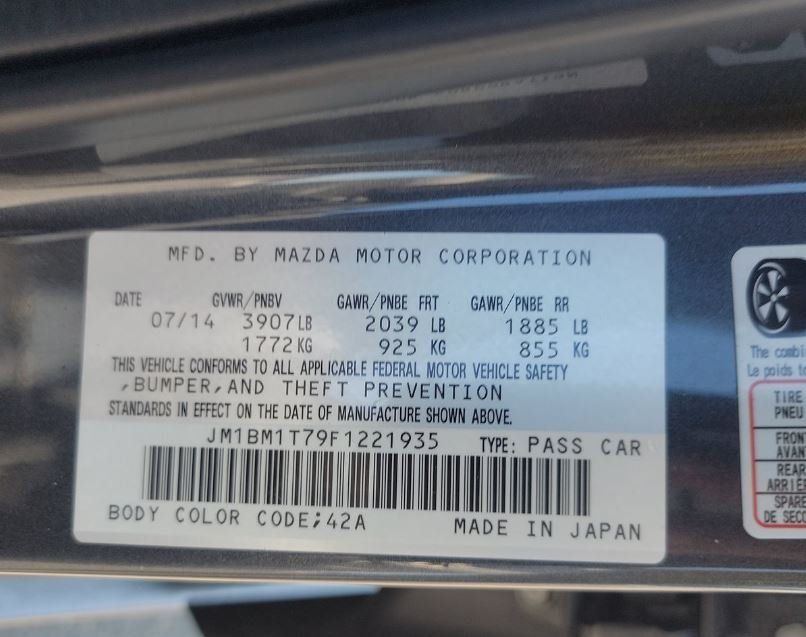 MFD. BY MAZDA MOTOR CORPORATION
DATE GVWR/PNBV GAWR/PNBE FRT GAWR/PNBE RR
07/14 3907LB 2039 LB 1885 LB
1772KG 925 KG 855 KG
THIS VEHICLE CONFORMS TO ALL APPLICABLE FEDERAL MOTOR VEHICLE SAFETY
,BUMPER,AND THEFT PREVENTION
STANDARDS IN EFFECT ON THE DATE OF MANUFACTURE SHOWN ABOVE.
JM1BM1T79F1221935 TYPE: PASS CAR
BODY COLOR CODE;42A MADE IN JAPAN
The combi
Le poids to
TIRE
PNEU
FRONT
AVAN
REAR
ARRIÈR
SPARE
DE SECO